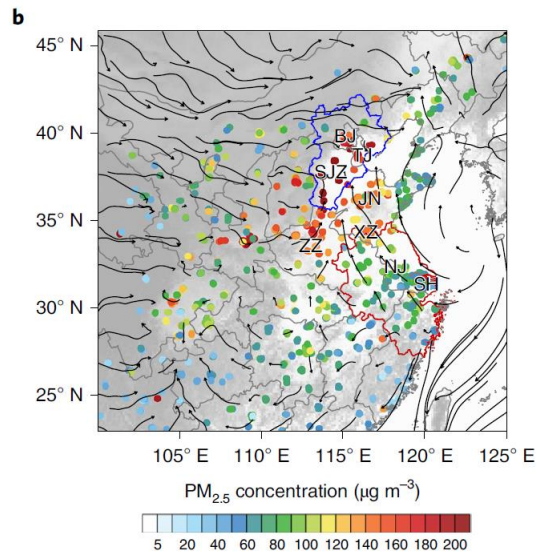 b
45° N
40° N
35° N
30° N
25° N
BJ
TJ
SJZ
JN
XZ
ZZ
NJ
SH
105° E 110° E 115° E 120° E 125° E
PM2.5 concentration (μg m−3)
5 20 40 60 80 100 120 140 160 180 200